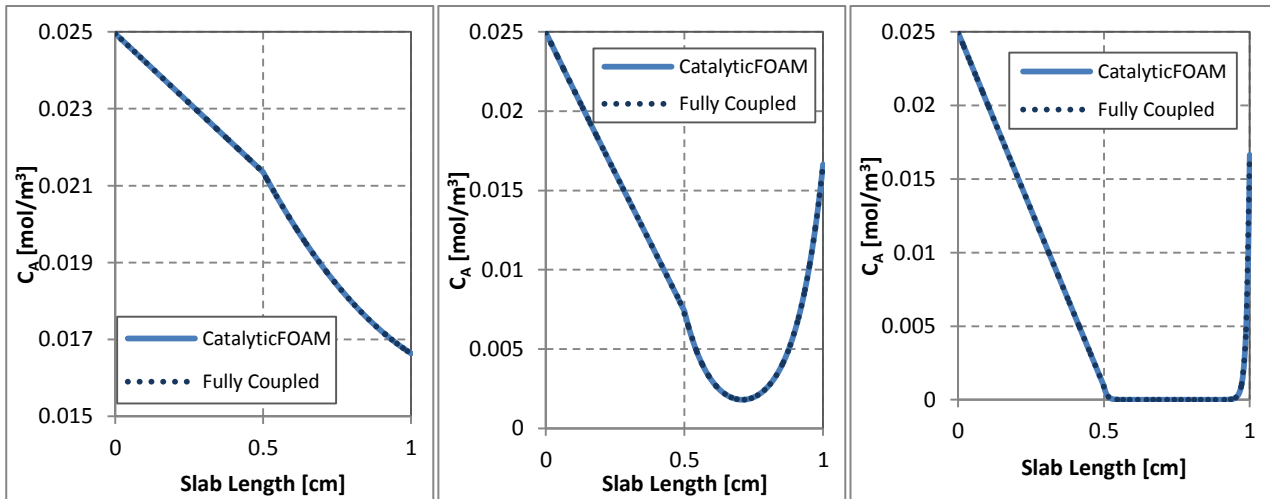 0.025
0.023
0.021
0.019
0.017
0.015
C_A [mol/m³]
CatalyticFOAM
Fully Coupled
0 0.5 1
Slab Length [cm]
0.025
0.02
0.015
0.01
0.005
0
C_A [mol/m³]
CatalyticFOAM
Fully Coupled
0 0.5 1
Slab Length [cm]
0.025
0.02
0.015
0.01
0.005
0
C_A [mol/m³]
CatalyticFOAM
Fully Coupled
0 0.5 1
Slab Length [cm]